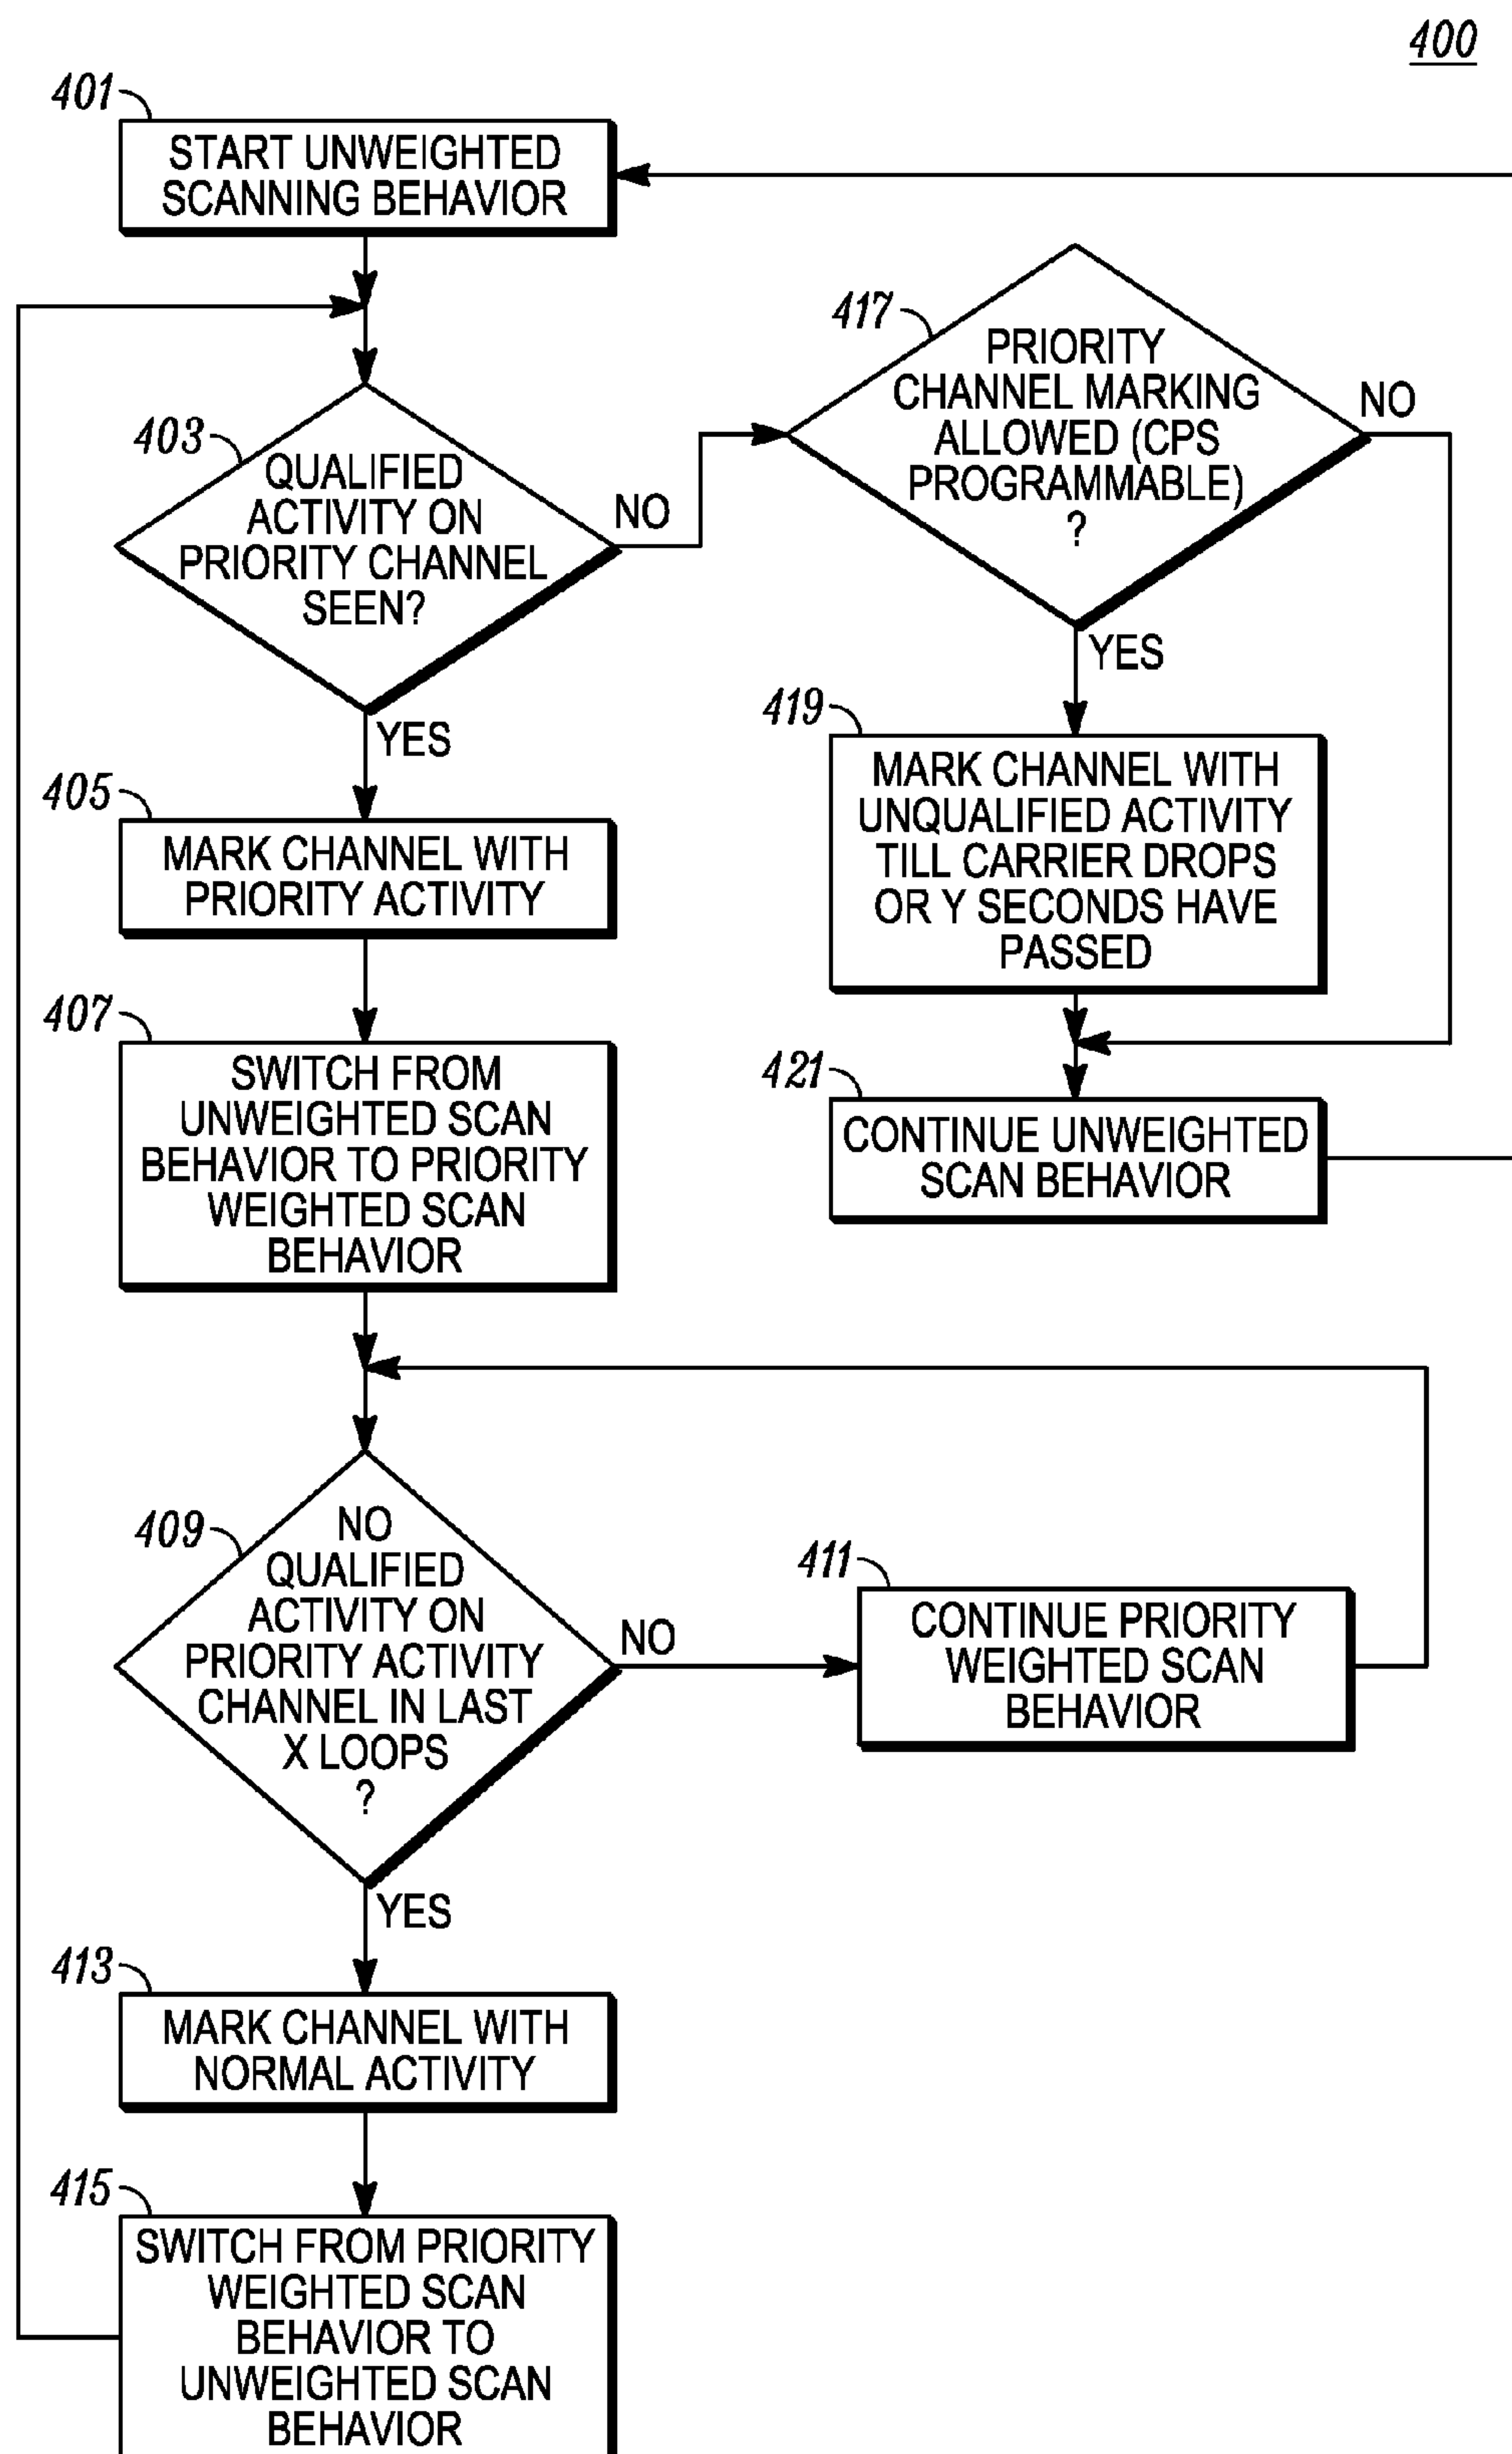 400
401
START UNWEIGHTED
SCANNING BEHAVIOR
403
QUALIFIED
ACTIVITY ON
PRIORITY CHANNEL
SEEN?
NO
YES
405
MARK CHANNEL WITH
PRIORITY ACTIVITY
407
SWITCH FROM
UNWEIGHTED SCAN
BEHAVIOR TO PRIORITY
WEIGHTED SCAN
BEHAVIOR
409
NO
QUALIFIED
ACTIVITY ON
PRIORITY ACTIVITY
CHANNEL IN LAST
X LOOPS
?
NO
411
CONTINUE PRIORITY
WEIGHTED SCAN
BEHAVIOR
YES
413
MARK CHANNEL WITH
NORMAL ACTIVITY
415
SWITCH FROM PRIORITY
WEIGHTED SCAN
BEHAVIOR TO
UNWEIGHTED SCAN
BEHAVIOR
417
PRIORITY
CHANNEL MARKING
ALLOWED (CPS
PROGRAMMABLE)
?
NO
YES
419
MARK CHANNEL WITH
UNQUALIFIED ACTIVITY
TILL CARRIER DROPS
OR Y SECONDS HAVE
PASSED
421
CONTINUE UNWEIGHTED
SCAN BEHAVIOR